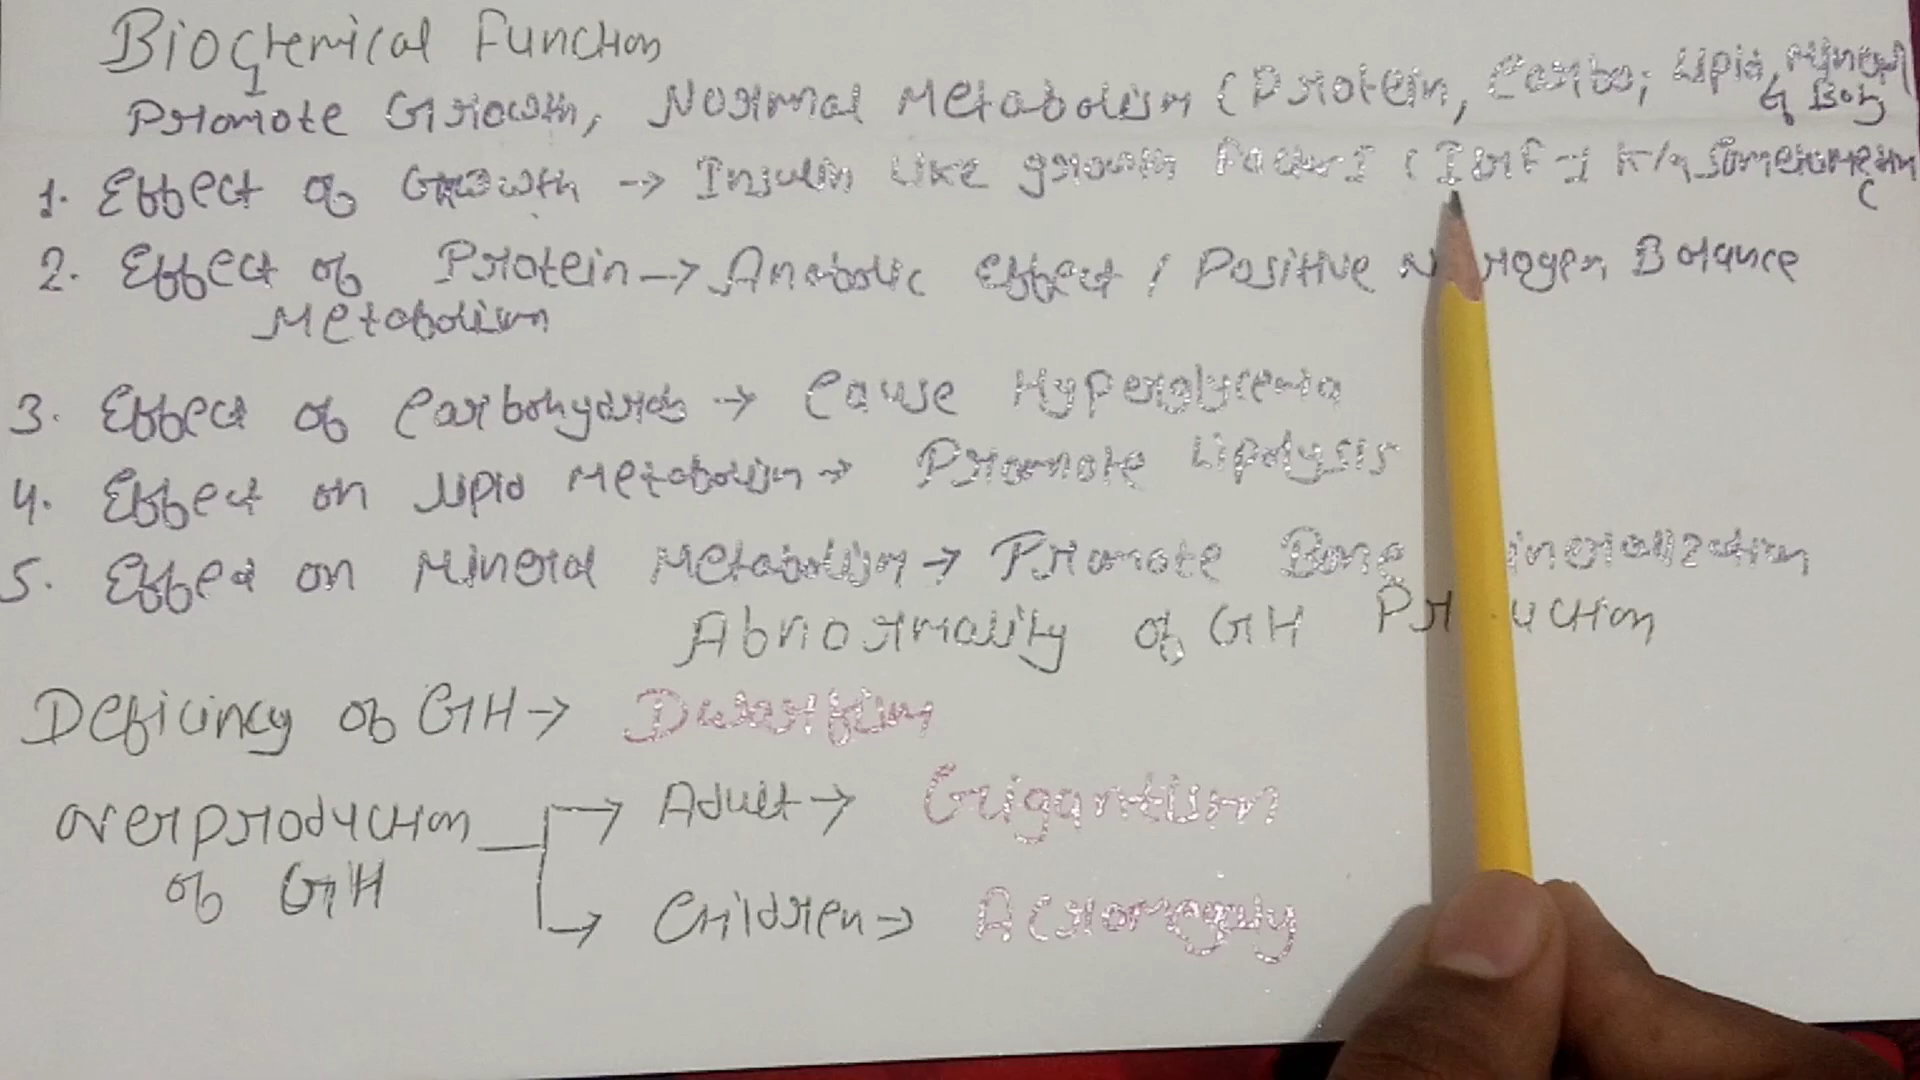 Biochemical Function
Promote Growth, Normal Metabolism (Protein, Carbo, Lipid, Mineral
of Body
1. Effect of Growth → Insulin Like growth Factor I (IGF-I K/a Somatomedin
C
2. Effect of Protein → Anabolic Effect / Positive Nitrogen Balance
Metabolism
3. Effect of Carbohydrate → Cause Hyperglycemia
4. Effect on Lipid Metabolism → Promote Lipolysis
5. Effect on Mineral Metabolism → Promote Bone Mineralization
Abnormality of GH Production
Deficincy of GH → Dwarfism
overproduction
of GH
Adult → Gigantism
Children → Acromegaly